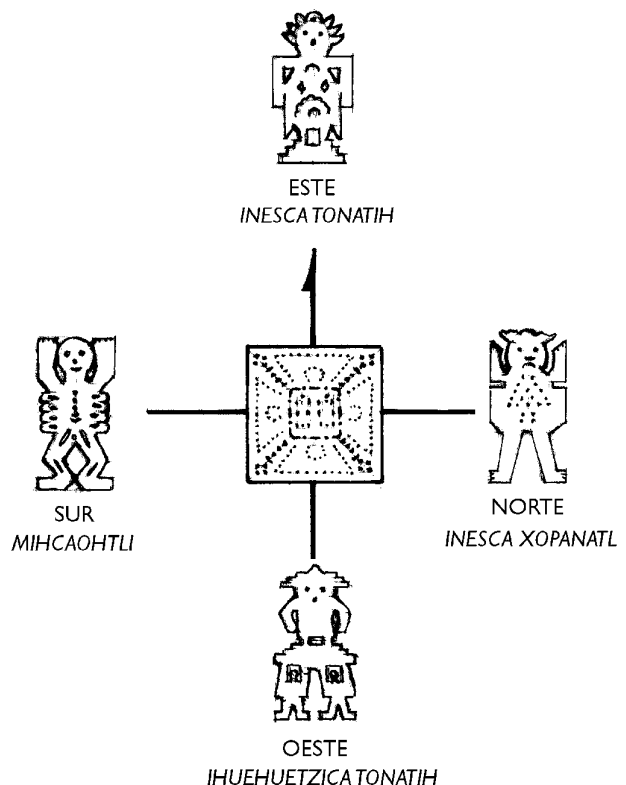 ESTE
INESCA TONATIH
SUR
MIHCAOHTLI
NORTE
INESCA XOPANATL
OESTE
IHUEHUETZICA TONATIH